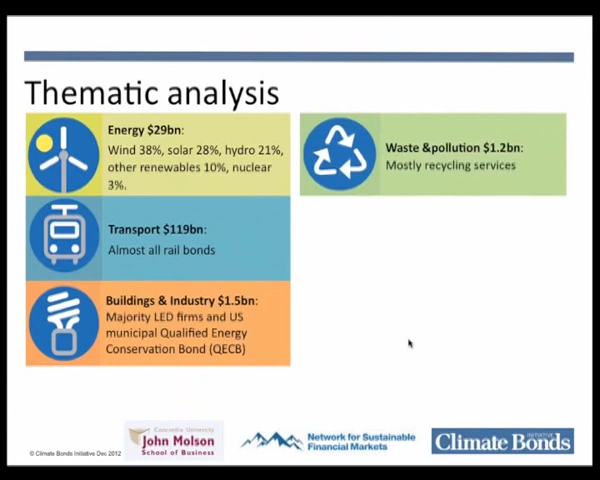 Thematic analysis
Energy $29bn:
Wind 38%, solar 28%, hydro 21%,
other renewables 10%, nuclear
3%.
Transport $119bn:
Almost all rail bonds
Buildings & Industry $1.5bn:
Majority LED firms and US
municipal Qualified Energy
Conservation Bond (QECB)
Waste &pollution $1.2bn:
Mostly recycling services
© Climate Bonds Initiative Dec 2012
Concordia University
John Molson
School of Business
Network for Sustainable
Financial Markets
INITIATIVE
Climate Bonds